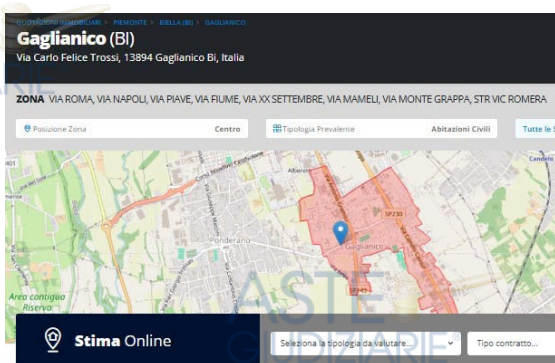 QUOTAZIONI IMMOBILIARI > PIEMONTE > BIELLA (BI) > GAGLIANICO
Gaglianico (BI)
Via Carlo Felice Trossi, 13894 Gaglianico BI, Italia
ARIE
ZONA VIA ROMA, VIA NAPOLI, VIA PIAVE, VIA FIUME, VIA XX SETTEMBRE, VIA MAMELI, VIA MONTE GRAPPA, STR VIC ROMERA
Posizione Zona Centro Tipologia Prevalente Abitazioni Civili Tutte le S
Candelo
Ponderano
SP230
Gaglianico
Area contigua
Riserva
ASTE
GIUDIZIARIE
Stima Online Seleziona la tipologia da valutare... Tipo contratto...